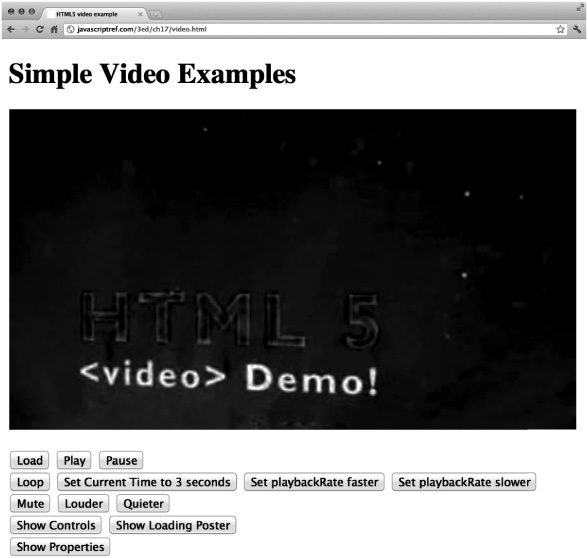 HTML5 video example
javascriptref.com/3ed/ch17/video.html
Simple Video Examples
HTML 5
<video> Demo!
Load Play Pause
Loop Set Current Time to 3 seconds Set playbackRate faster Set playbackRate slower
Mute Louder Quieter
Show Controls Show Loading Poster
Show Properties